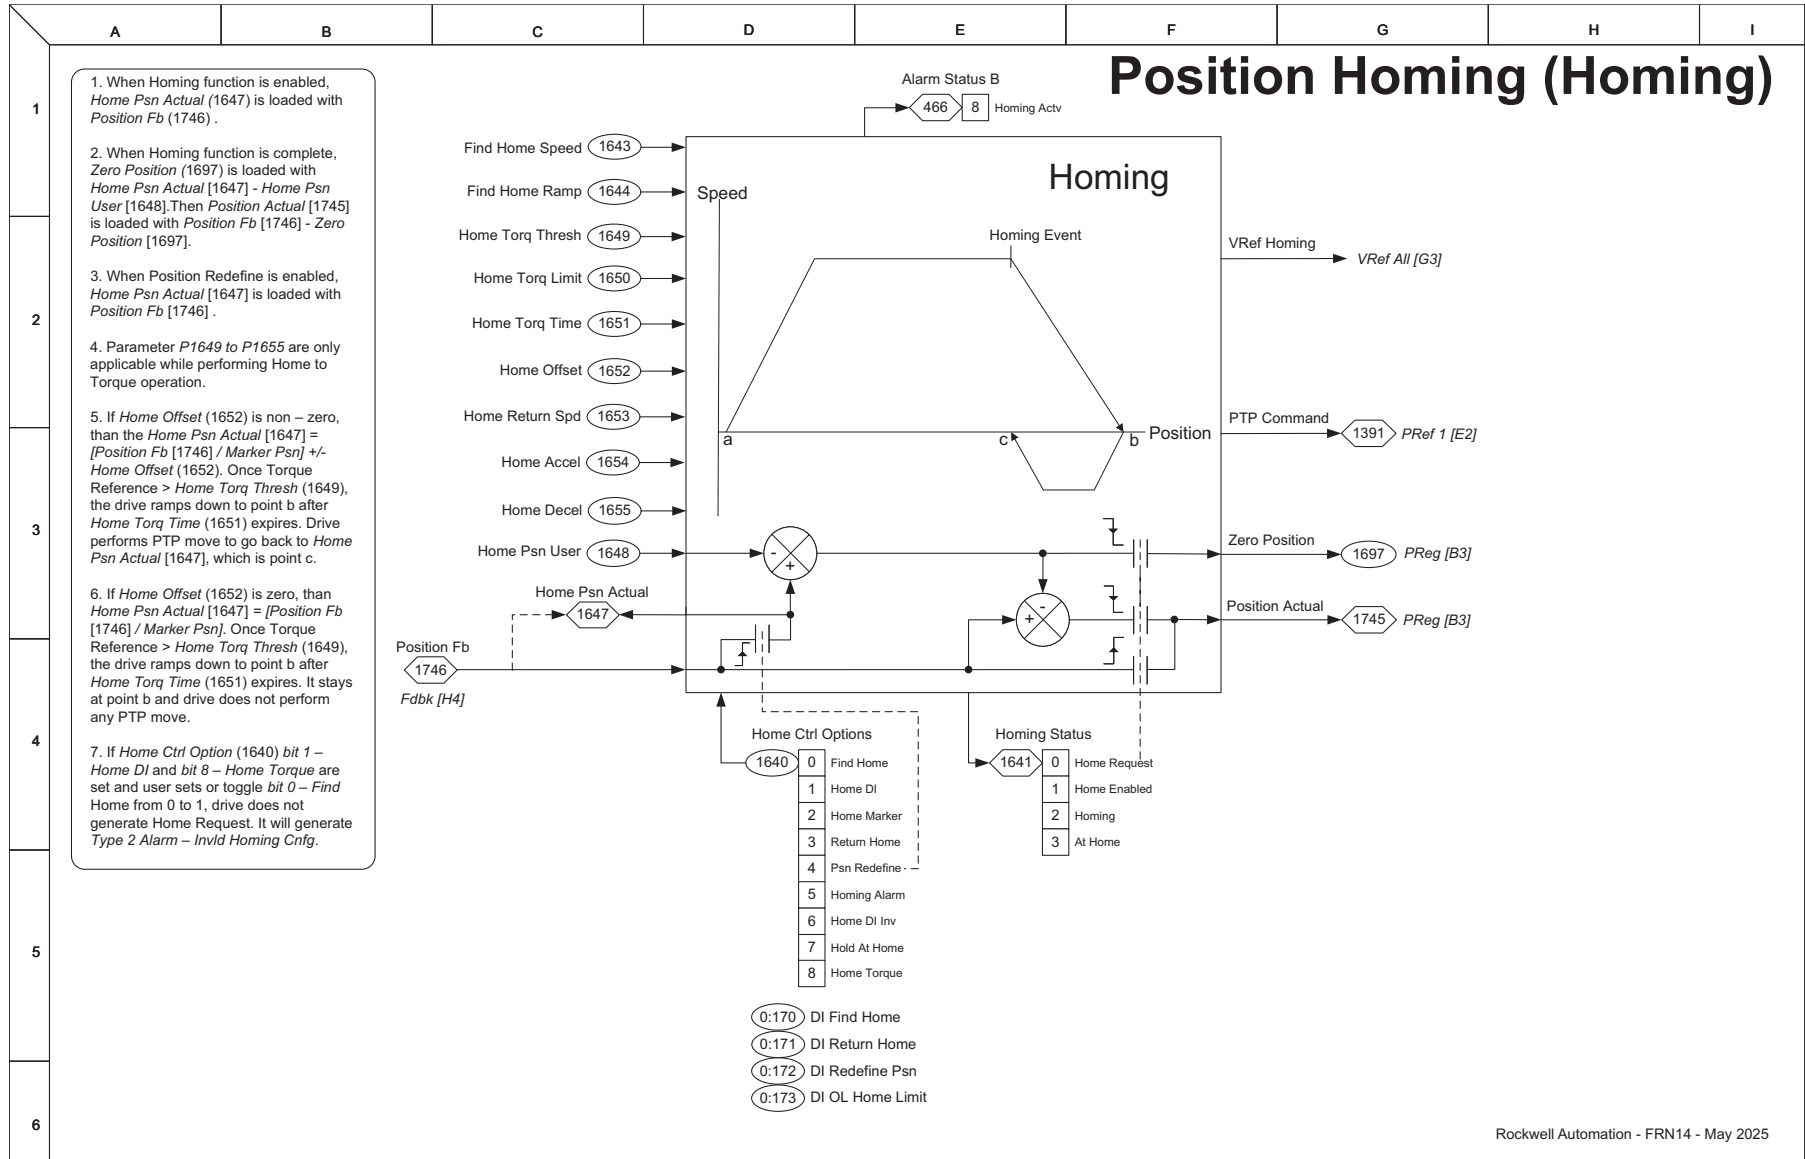 A B C D E F G H I
Position Homing (Homing)
1
2
3
4
5
6
1. When Homing function is enabled,
Home Psn Actual (1647) is loaded with
Position Fb (1746) .
2. When Homing function is complete,
Zero Position (1697) is loaded with
Home Psn Actual [1647] - Home Psn
User [1648].Then Position Actual [1745]
is loaded with Position Fb [1746] - Zero
Position [1697].
3. When Position Redefine is enabled,
Home Psn Actual [1647] is loaded with
Position Fb [1746] .
4. Parameter P1649 to P1655 are only
applicable while performing Home to
Torque operation.
5. If Home Offset (1652) is non – zero,
than the Home Psn Actual [1647] =
[Position Fb [1746] / Marker Psn] +/-
Home Offset (1652). Once Torque
Reference > Home Torq Thresh (1649),
the drive ramps down to point b after
Home Torq Time (1651) expires. Drive
performs PTP move to go back to Home
Psn Actual [1647], which is point c.
6. If Home Offset (1652) is zero, than
Home Psn Actual [1647] = [Position Fb
[1746] / Marker Psn]. Once Torque
Reference > Home Torq Thresh (1649),
the drive ramps down to point b after
Home Torq Time (1651) expires. It stays
at point b and drive does not perform
any PTP move.
7. If Home Ctrl Option (1640) bit 1 –
Home DI and bit 8 – Home Torque are
set and user sets or toggle bit 0 – Find
Home from 0 to 1, drive does not
generate Home Request. It will generate
Type 2 Alarm – Invld Homing Cnfg.
Alarm Status B
466 8 Homing Actv
Find Home Speed 1643
Find Home Ramp 1644
Home Torq Thresh 1649
Home Torq Limit 1650
Home Torq Time 1651
Home Offset 1652
Home Return Spd 1653
Home Accel 1654
Home Decel 1655
Home Psn User 1648
Home Psn Actual
1647
Position Fb
1746
Fdbk [H4]
Homing
Speed
Homing Event
a c b Position
- +
- +
VRef Homing
VRef All [G3]
PTP Command
1391 PRef 1 [E2]
Zero Position
1697 PReg [B3]
Position Actual
1745 PReg [B3]
Home Ctrl Options
1640 0 Find Home
1 Home DI
2 Home Marker
3 Return Home
4 Psn Redefine
5 Homing Alarm
6 Home DI Inv
7 Hold At Home
8 Home Torque
Homing Status
1641 0 Home Request
1 Home Enabled
2 Homing
3 At Home
0:170 DI Find Home
0:171 DI Return Home
0:172 DI Redefine Psn
0:173 DI OL Home Limit
Rockwell Automation - FRN14 - May 2025